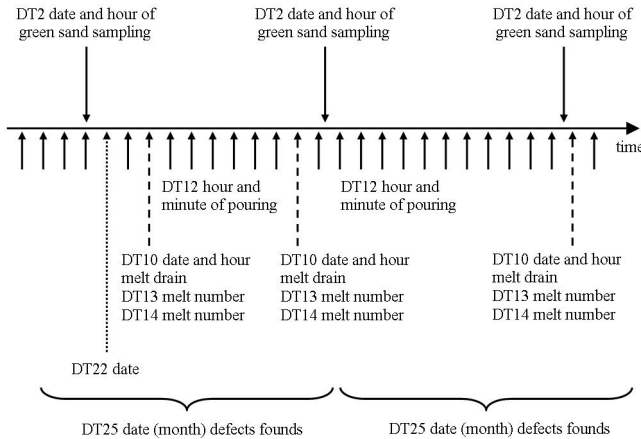 DT2 date and hour of
green sand sampling
DT2 date and hour of
green sand sampling
DT2 date and hour of
green sand sampling
time
DT12 hour and
minute of pouring
DT12 hour and
minute of pouring
DT10 date and hour
melt drain
DT13 melt number
DT14 melt number
DT10 date and hour
melt drain
DT13 melt number
DT14 melt number
DT10 date and hour
melt drain
DT13 melt number
DT14 melt number
DT22 date
DT25 date (month) defects founds
DT25 date (month) defects founds